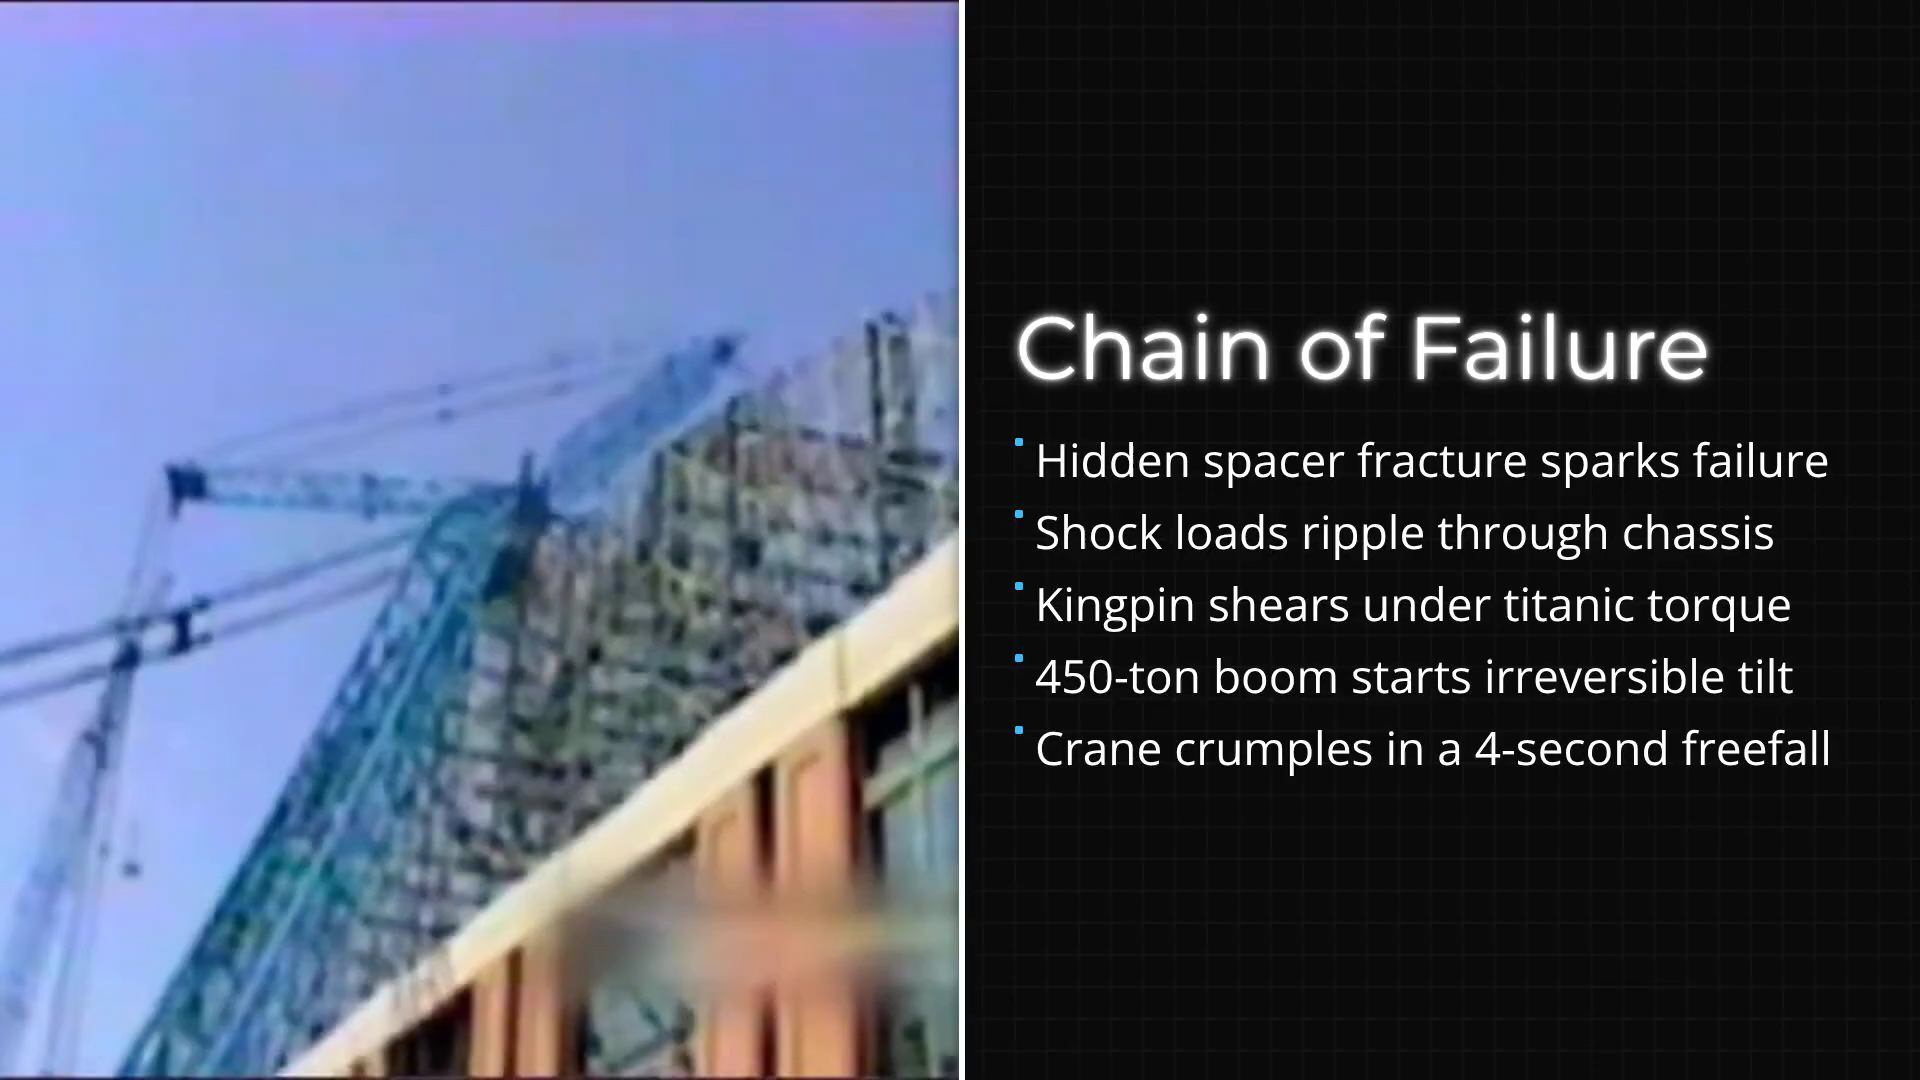 Chain of Failure
Hidden spacer fracture sparks failure
Shock loads ripple through chassis
Kingpin shears under titanic torque
450-ton boom starts irreversible tilt
Crane crumples in a 4-second freefall